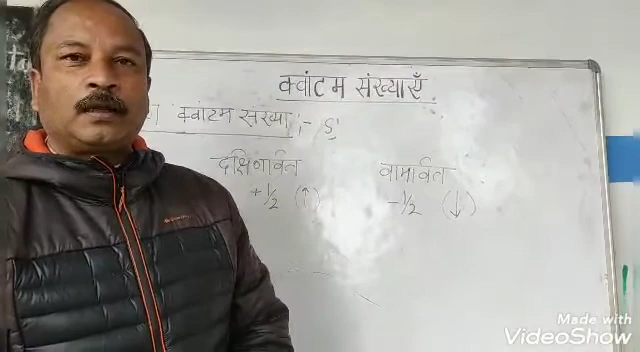 क्वांटम संख्याएँ
क्वांटम संख्या :-
दक्षिणावर्त वामावर्त
+1/2 (↑) -1/2 (↓)
Made with
VideoShow